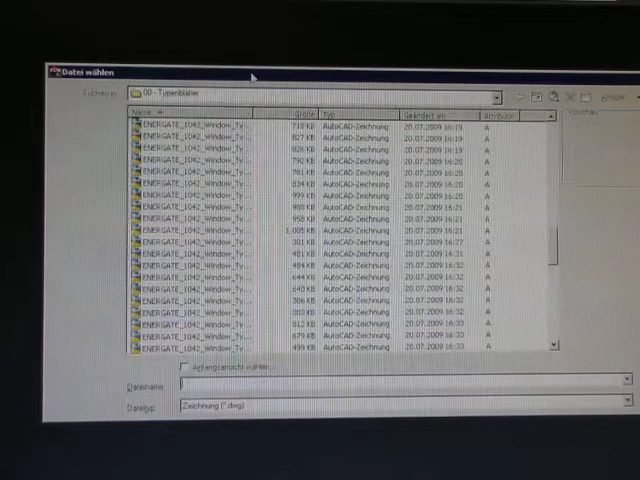 Datei wählen
Suchen in: 00 - Typenblätter
Name Größe Typ Geändert am Attribute Vorschau
ENERGATE_1042_Window_Ty... 718 KB AutoCAD-Zeichnung 20.07.2009 16:19 A
ENERGATE_1042_Window_Ty... 827 KB AutoCAD-Zeichnung 20.07.2009 16:19 A
ENERGATE_1042_Window_Ty... 826 KB AutoCAD-Zeichnung 20.07.2009 16:19 A
ENERGATE_1042_Window_Ty... 792 KB AutoCAD-Zeichnung 20.07.2009 16:20 A
ENERGATE_1042_Window_Ty... 781 KB AutoCAD-Zeichnung 20.07.2009 16:20 A
ENERGATE_1042_Window_Ty... 834 KB AutoCAD-Zeichnung 20.07.2009 16:20 A
ENERGATE_1042_Window_Ty... 999 KB AutoCAD-Zeichnung 20.07.2009 16:20 A
ENERGATE_1042_Window_Ty... KB AutoCAD-Zeichnung 20.07.2009 16:21 A
ENERGATE_1042_Window_Ty... 958 KB AutoCAD-Zeichnung 20.07.2009 16:21 A
ENERGATE_1042_Window_Ty... 1.005 KB AutoCAD-Zeichnung 20.07.2009 16:21 A
ENERGATE_1042_Window_Ty... 301 KB AutoCAD-Zeichnung 20.07.2009 16:27 A
ENERGATE_1042_Window_Ty... 481 KB AutoCAD-Zeichnung 20.07.2009 16:31 A
ENERGATE_1042_Window_Ty... 484 KB AutoCAD-Zeichnung 20.07.2009 16:32 A
ENERGATE_1042_Window_Ty... 644 KB AutoCAD-Zeichnung 20.07.2009 16:32 A
ENERGATE_1042_Window_Ty... 640 KB AutoCAD-Zeichnung 20.07.2009 16:32 A
ENERGATE_1042_Window_Ty... 306 KB AutoCAD-Zeichnung 20.07.2009 16:32 A
ENERGATE_1042_Window_Ty... 303 KB AutoCAD-Zeichnung 20.07.2009 16:32 A
ENERGATE_1042_Window_Ty... 812 KB AutoCAD-Zeichnung 20.07.2009 16:33 A
ENERGATE_1042_Window_Ty... 679 KB AutoCAD-Zeichnung 20.07.2009 16:33 A
ENERGATE_1042_Window_Ty... 499 KB AutoCAD-Zeichnung 20.07.2009 16:33 A
Anfangsansicht wählen...
Dateiname:
Dateityp: Zeichnung (*.dwg)